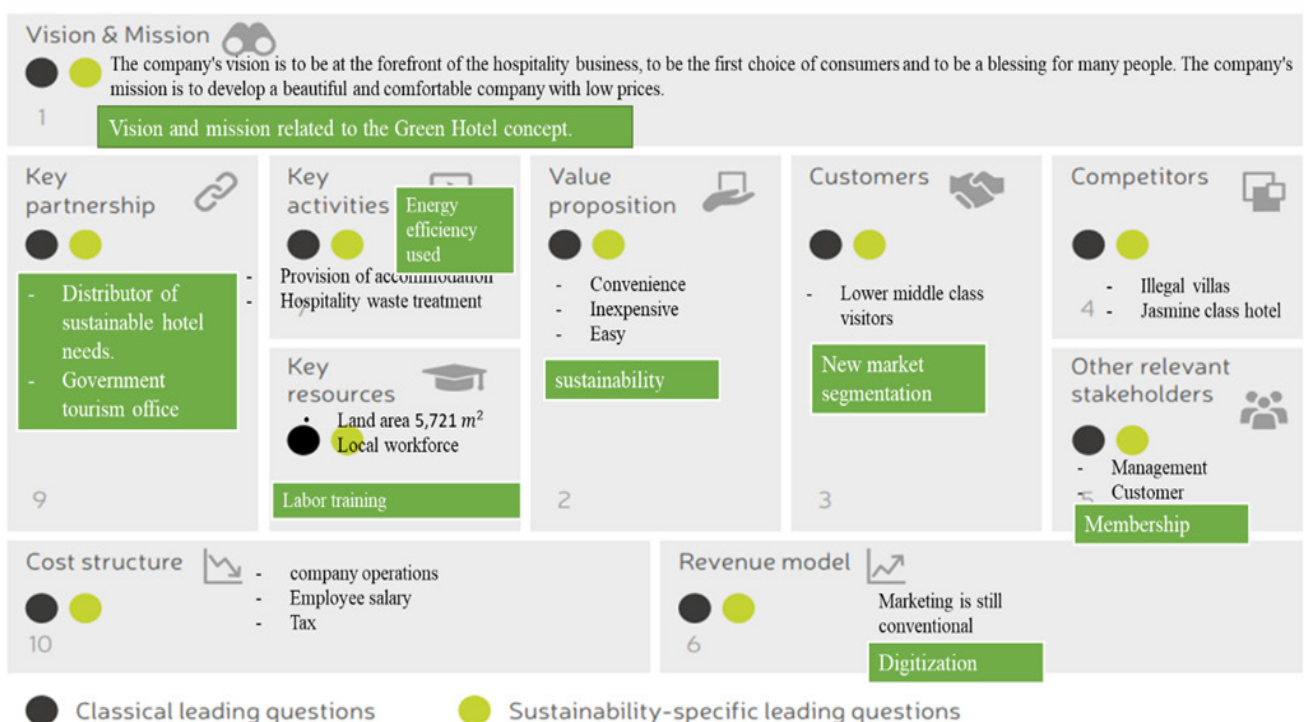 Vision & Mission
The company's vision is to be at the forefront of the hospitality business, to be the first choice of consumers and to be a blessing for many people. The company's
mission is to develop a beautiful and comfortable company with low prices.
1
Vision and mission related to the Green Hotel concept.
Key
partnership
- Distributor of
sustainable hotel
needs.
- Government
tourism office
9
Key
activities
Energy
efficiency
used
- Provision of accommodation
- Hospitality waste treatment
7
Key
resources
• Land area 5,721 m²
Local workforce
Labor training
Value
proposition
- Convenience
- Inexpensive
- Easy
sustainability
2
Customers
- Lower middle class
visitors
New market
segmentation
3
Competitors
- Illegal villas
4 - Jasmine class hotel
Other relevant
stakeholders
- Management
- Customer
5
Membership
Cost structure
- company operations
- Employee salary
- Tax
10
Revenue model
Marketing is still
conventional
6
Digitization
Classical leading questions
Sustainability-specific leading questions